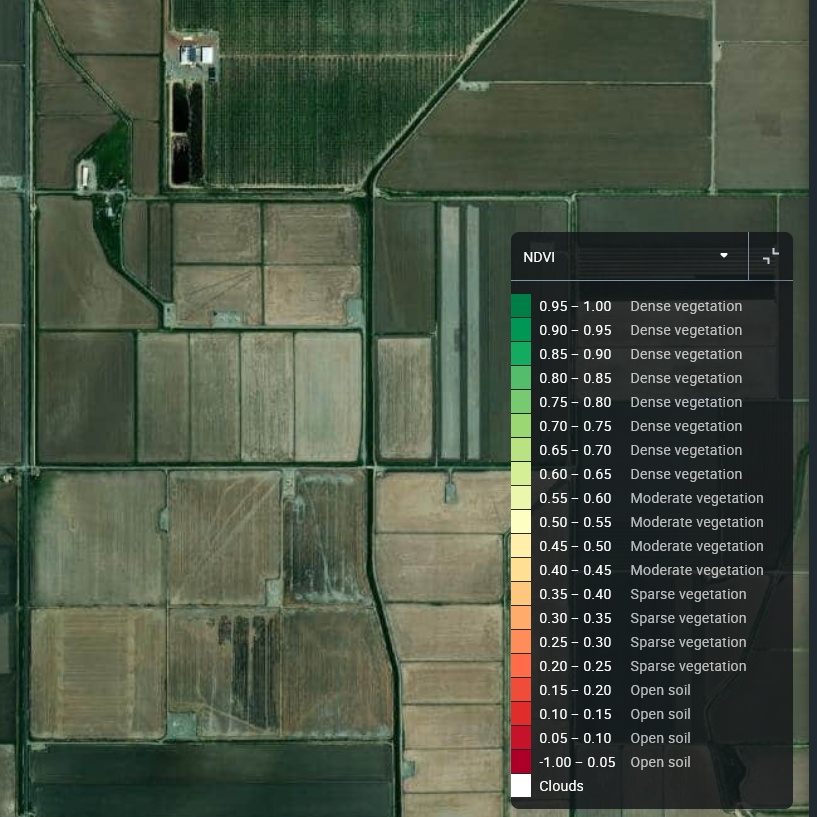 NDVI
0.95 – 1.00 Dense vegetation
0.90 – 0.95 Dense vegetation
0.85 – 0.90 Dense vegetation
0.80 – 0.85 Dense vegetation
0.75 – 0.80 Dense vegetation
0.70 – 0.75 Dense vegetation
0.65 – 0.70 Dense vegetation
0.60 – 0.65 Dense vegetation
0.55 – 0.60 Moderate vegetation
0.50 – 0.55 Moderate vegetation
0.45 – 0.50 Moderate vegetation
0.40 – 0.45 Moderate vegetation
0.35 – 0.40 Sparse vegetation
0.30 – 0.35 Sparse vegetation
0.25 – 0.30 Sparse vegetation
0.20 – 0.25 Sparse vegetation
0.15 – 0.20 Open soil
0.10 – 0.15 Open soil
0.05 – 0.10 Open soil
-1.00 – 0.05 Open soil
Clouds